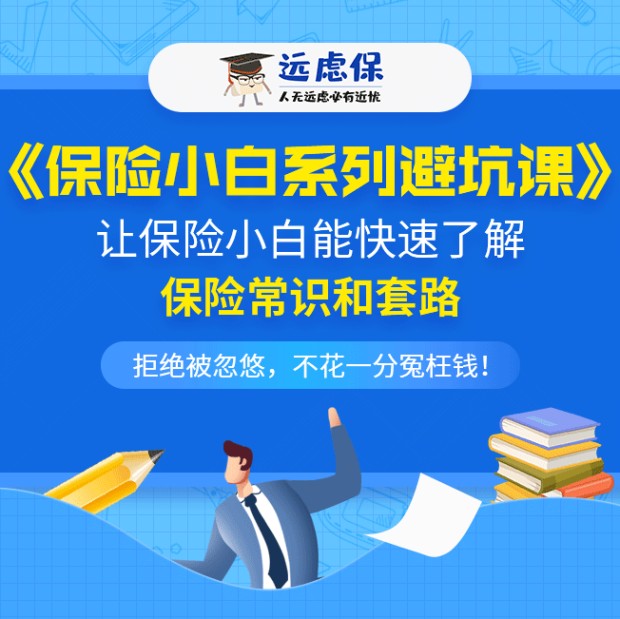 远虑保
人无远虑必有近忧
《保险小白系列避坑课》
让保险小白能快速了解
保险常识和套路
拒绝被忽悠，不花一分冤枉钱！